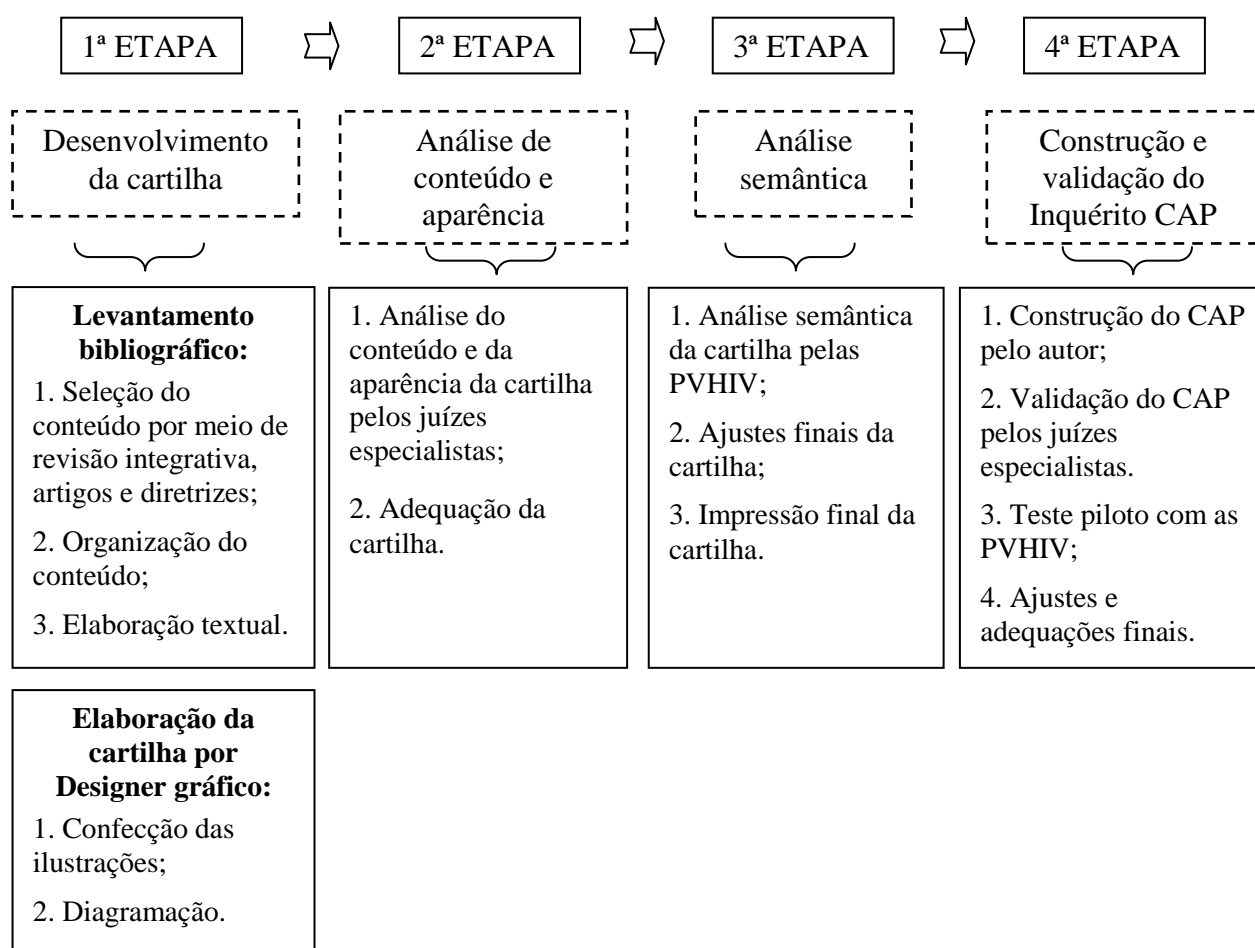 1ª ETAPA
2ª ETAPA
3ª ETAPA
4ª ETAPA
Desenvolvimento
da cartilha
Análise de
conteúdo e
aparência
Análise
semântica
Construção e
validação do
Inquérito CAP
Levantamento
bibliográfico:
1. Seleção do
conteúdo por meio de
revisão integrativa,
artigos e diretrizes;
2. Organização do
conteúdo;
3. Elaboração textual.
1. Análise do
conteúdo e da
aparência da cartilha
pelos juízes
especialistas;
2. Adequação da
cartilha.
1. Análise semântica
da cartilha pelas
PVHIV;
2. Ajustes finais da
cartilha;
3. Impressão final da
cartilha.
1. Construção do CAP
pelo autor;
2. Validação do CAP
pelos juízes
especialistas.
3. Teste piloto com as
PVHIV;
4. Ajustes e
adequações finais.
Elaboração da
cartilha por
Designer gráfico:
1. Confecção das
ilustrações;
2. Diagramação.